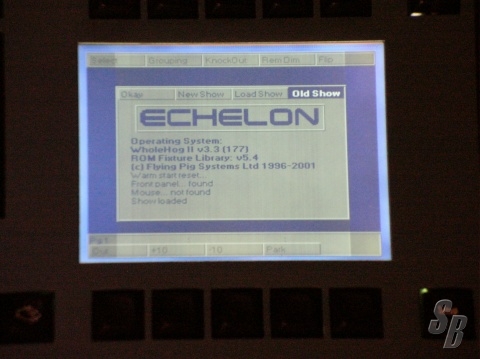 Select Grouping KnockOut Rem Dim Flip
Okay New Show Load Show Old Show
ECHELON
Operating System:
WholeHog II v3.3 (177)
ROM Fixture Library: v5.4
(c) Flying Pig Systems Ltd 1996-2001
Warm start reset...
Front panel... found
Mouse... not found
Show loaded
Pg1
+10 Park
SB